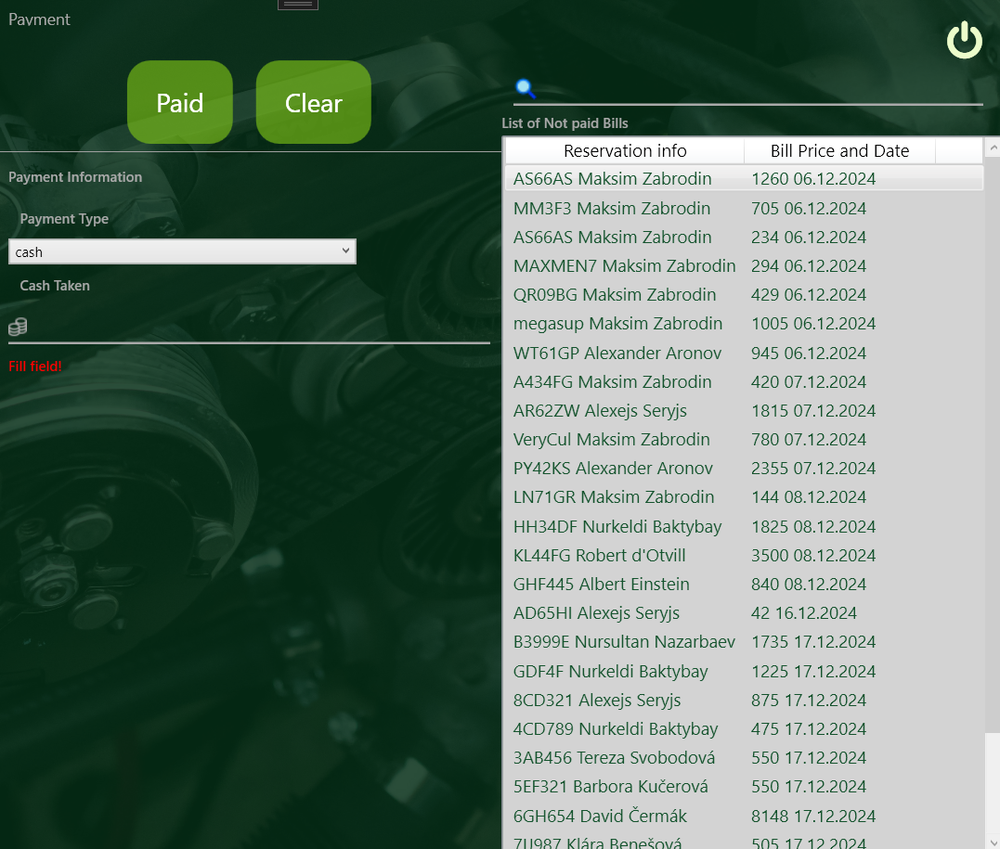 Payment
Paid
Clear
Payment Information
Payment Type
cash
Cash Taken
Fill field!
List of Not paid Bills
Reservation info Bill Price and Date
AS66AS Maksim Zabrodin 1260 06.12.2024
MM3F3 Maksim Zabrodin 705 06.12.2024
AS66AS Maksim Zabrodin 234 06.12.2024
MAXMEN7 Maksim Zabrodin 294 06.12.2024
QR09BG Maksim Zabrodin 429 06.12.2024
megasup Maksim Zabrodin 1005 06.12.2024
WT61GP Alexander Aronov 945 06.12.2024
A434FG Maksim Zabrodin 420 07.12.2024
AR62ZW Alexejs Seryjs 1815 07.12.2024
VeryCul Maksim Zabrodin 780 07.12.2024
PY42KS Alexander Aronov 2355 07.12.2024
LN71GR Maksim Zabrodin 144 08.12.2024
HH34DF Nurkeldi Baktybay 1825 08.12.2024
KL44FG Robert d'Otvill 3500 08.12.2024
GHF445 Albert Einstein 840 08.12.2024
AD65HI Alexejs Seryjs 42 16.12.2024
B3999E Nursultan Nazarbaev 1735 17.12.2024
GDF4F Nurkeldi Baktybay 1225 17.12.2024
8CD321 Alexejs Seryjs 875 17.12.2024
4CD789 Nurkeldi Baktybay 475 17.12.2024
3AB456 Tereza Svobodová 550 17.12.2024
5EF321 Barbora Kučerová 550 17.12.2024
6GH654 David Čermák 8148 17.12.2024
Klára Benešová 505 17.12.2024